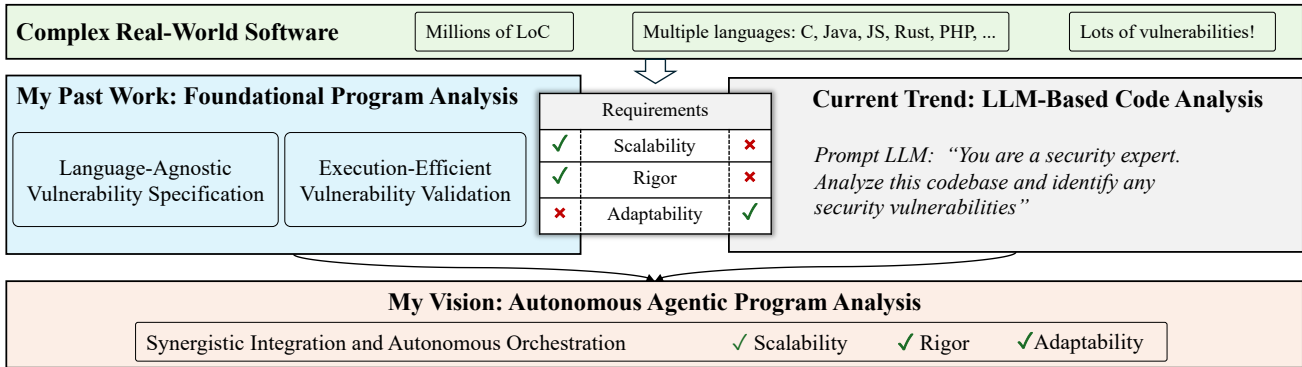 Complex Real-World Software
Millions of LoC
Multiple languages: C, Java, JS, Rust, PHP, ...
Lots of vulnerabilities!
My Past Work: Foundational Program Analysis
Language-Agnostic
Vulnerability Specification
Execution-Efficient
Vulnerability Validation
Requirements
✓ Scalability ×
✓ Rigor ×
× Adaptability ✓
Current Trend: LLM-Based Code Analysis
Prompt LLM: “You are a security expert.
Analyze this codebase and identify any
security vulnerabilities”
My Vision: Autonomous Agentic Program Analysis
Synergistic Integration and Autonomous Orchestration ✓ Scalability ✓ Rigor ✓Adaptability